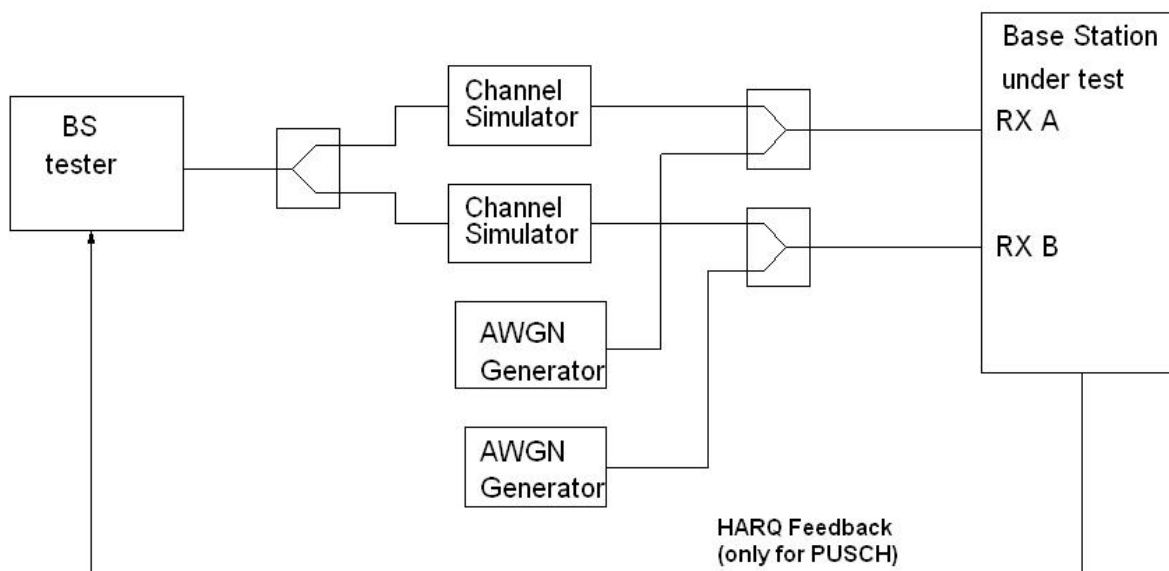 BS
tester
Channel
Simulator
Channel
Simulator
AWGN
Generator
AWGN
Generator
Base Station
under test
RX A
RX B
HARQ Feedback
(only for PUSCH)